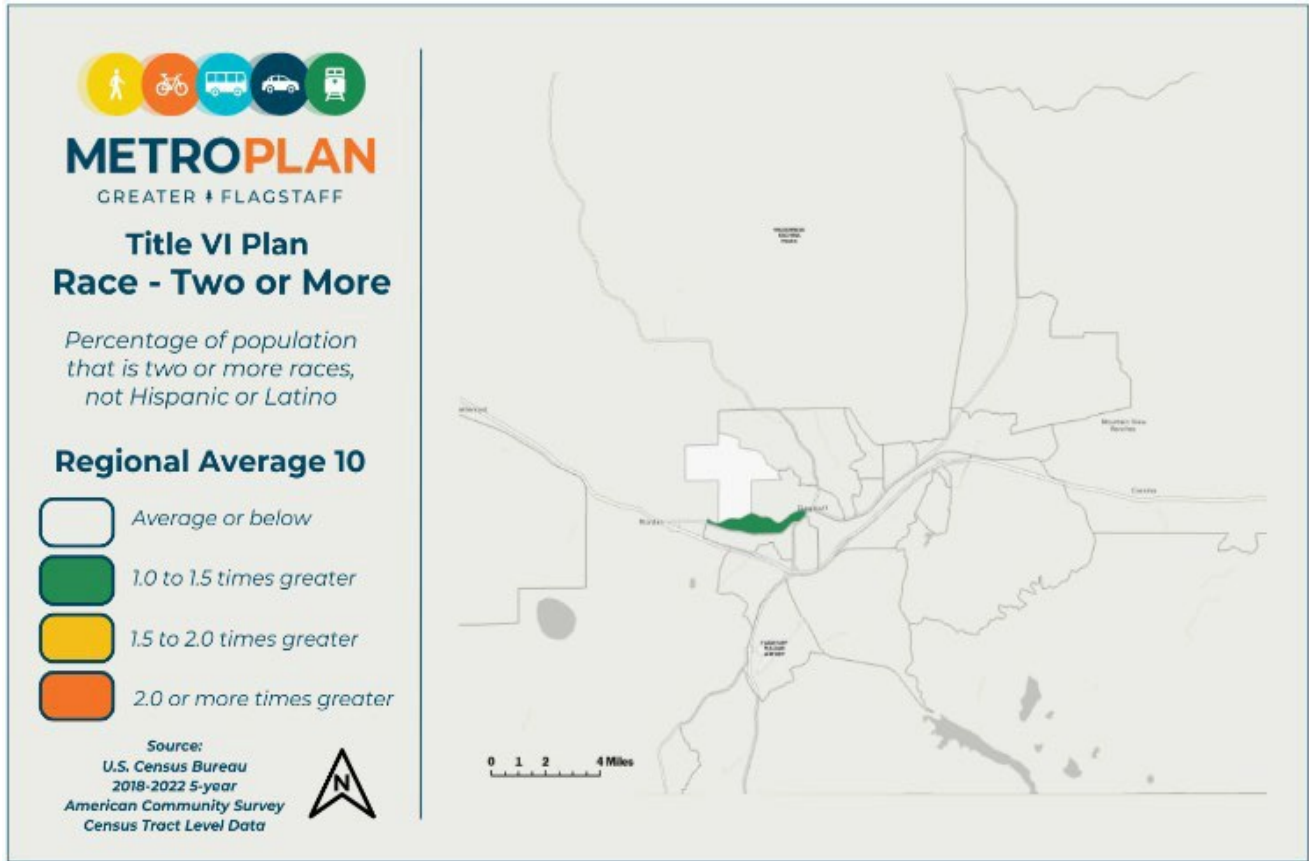 METROPLAN
GREATER FLAGSTAFF
Title VI Plan
Race - Two or More
Percentage of population
that is two or more races,
not Hispanic or Latino
Regional Average 10
Average or below
1.0 to 1.5 times greater
1.5 to 2.0 times greater
2.0 or more times greater
Source:
U.S. Census Bureau
2018-2022 5-year
American Community Survey
Census Tract Level Data
N
Mountain View
Ranches
Flagstaff
0 1 2 4 Miles